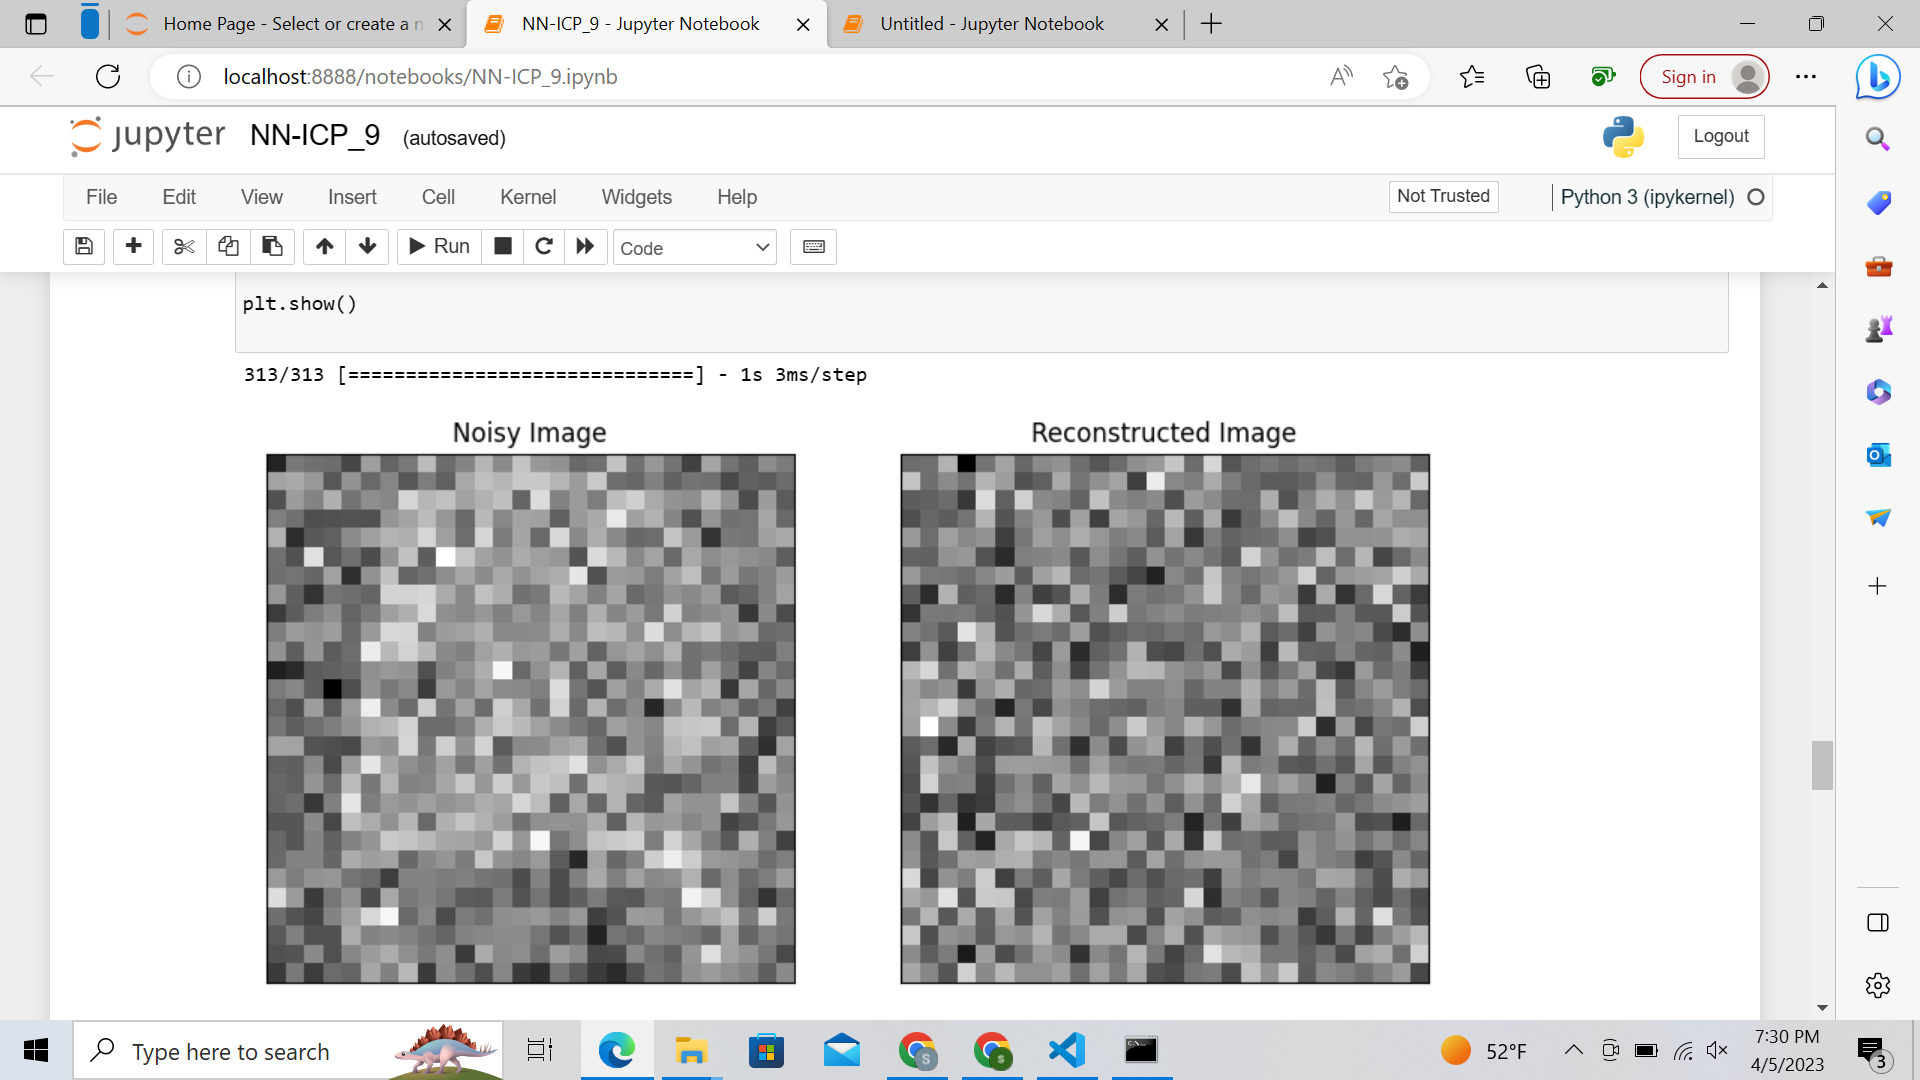 Home Page - Select or create a n
NN-ICP_9 - Jupyter Notebook
Untitled - Jupyter Notebook
localhost:8888/notebooks/NN-ICP_9.ipynb
Sign in
jupyter NN-ICP_9 (autosaved)
Logout
File Edit View Insert Cell Kernel Widgets Help
Not Trusted
Python 3 (ipykernel)
Run
Code
plt.show()
313/313 [==============================] - 1s 3ms/step
Noisy Image
Reconstructed Image
Type here to search
52°F
7:30 PM
4/5/2023
3